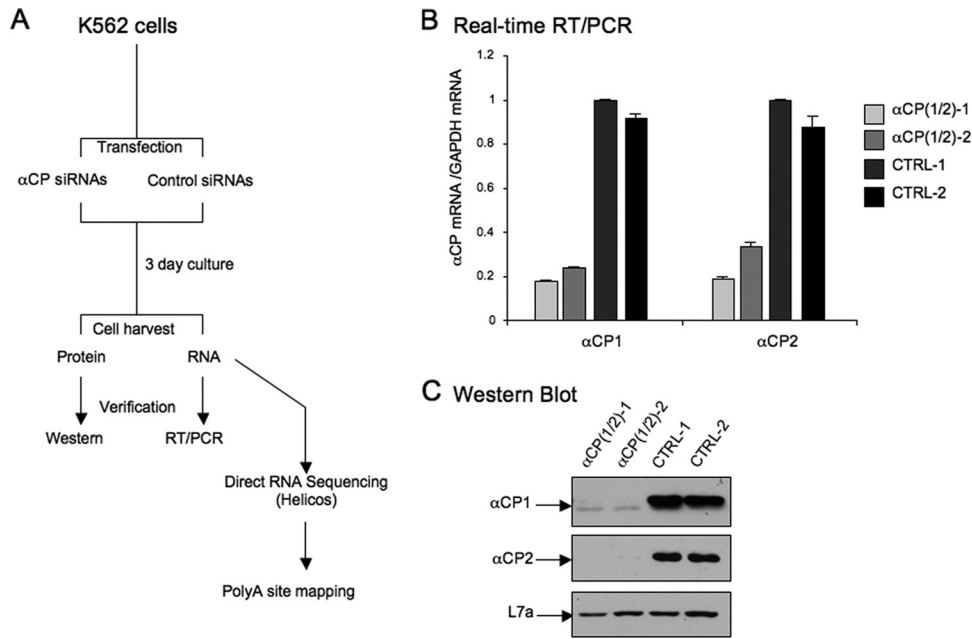 A
K562 cells
Transfection
αCP siRNAs
Control siRNAs
3 day culture
Cell harvest
Protein
RNA
Verification
Western
RT/PCR
Direct RNA Sequencing
(Helicos)
PolyA site mapping
B Real-time RT/PCR
αCP mRNA /GAPDH mRNA
1.2
1
0.8
0.6
0.4
0.2
0
αCP1
αCP2
αCP(1/2)-1
αCP(1/2)-2
CTRL-1
CTRL-2
C Western Blot
αCP(1/2)-1
αCP(1/2)-2
CTRL-1
CTRL-2
αCP1
αCP2
L7a